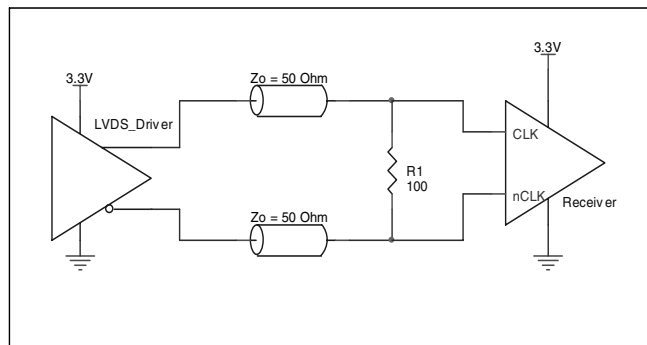 3.3V
Zo = 50 Ohm
3.3V
LVDS_Driver
CLK
R1
100
nCLK
Receiver
Zo = 50 Ohm